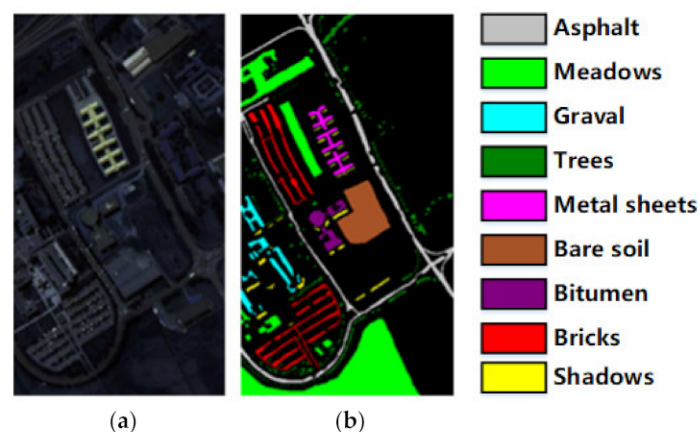 Asphalt
Meadows
Graval
Trees
Metal sheets
Bare soil
Bitumen
Bricks
Shadows
(a) (b)